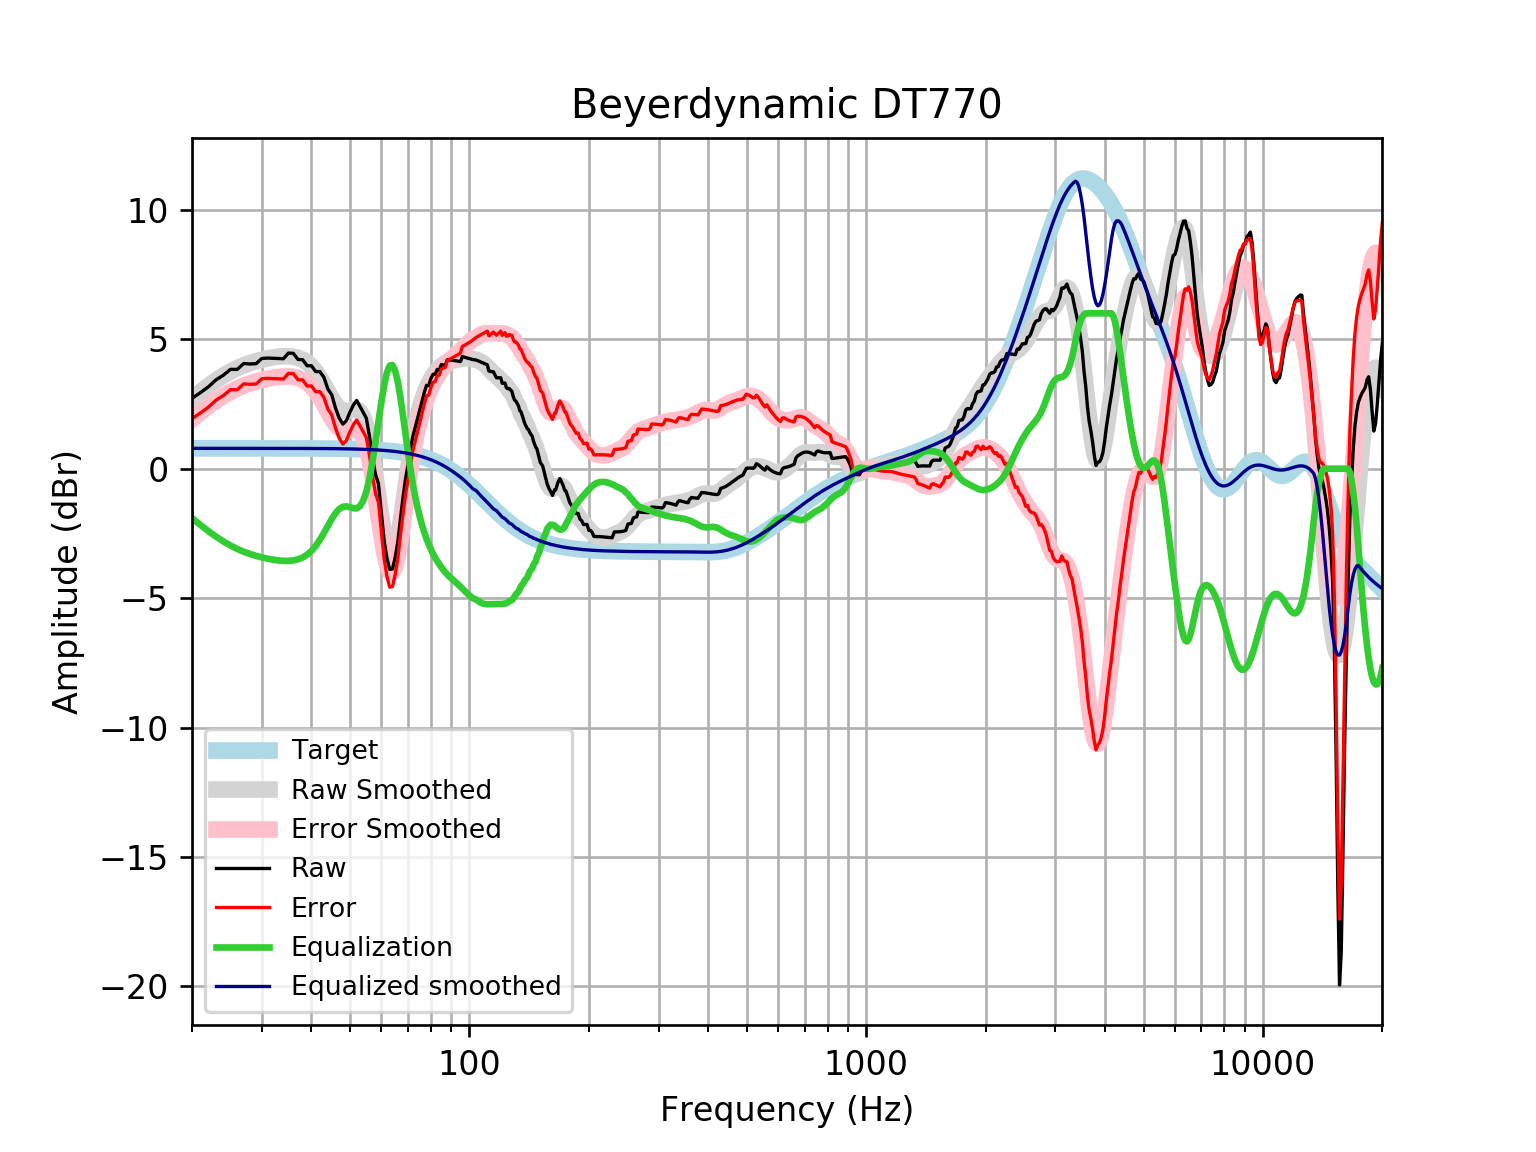 Beyerdynamic DT770
10
5
0
−5
−10
−15
−20
Amplitude (dBr)
Target
Raw Smoothed
Error Smoothed
Raw
Error
Equalization
Equalized smoothed
100 1000 10000
Frequency (Hz)